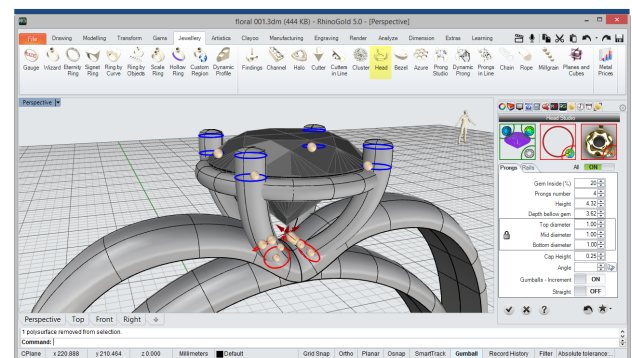 floral 001.3dm (444 KB) - RhinoGold 5.0 - [Perspective]
File Drawing Modelling Transform Gems Jewellery Artistics Clayoo Manufacturing Engraving Render Analyze Dimension Extras Learning
Gauge Wizard Eternity Ring Signet Ring Ring by Curve Ring by Objects Scale Ring Hollow Ring Custom Region Dynamic Profile Findings Channel Halo Cutter Cutters in Line Cluster Head Bezel Azure Prong Studio Dynamic Prong Prongs in Line Chain Rope Millgrain Planes and Cubes Metal Prices
Perspective
Head Studio
Prongs Rails All ON
Gem Inside (%) 20
Prongs number 4
Height 4.32
Depth bellow gem 3.62
Top diameter 1.00
Mid diameter 1.00
Bottom diameter 1.00
Cap Height 0.25
Angle
Gumballs - Increment ON
Straight OFF
Perspective Top Front Right
1 polysurface removed from selection.
Command:
CPlane x 220.888 y 210.464 z 0.000 Millimeters Default Grid Snap Ortho Planar Osnap SmartTrack Gumball Record History Filter Absolute tolerance:...